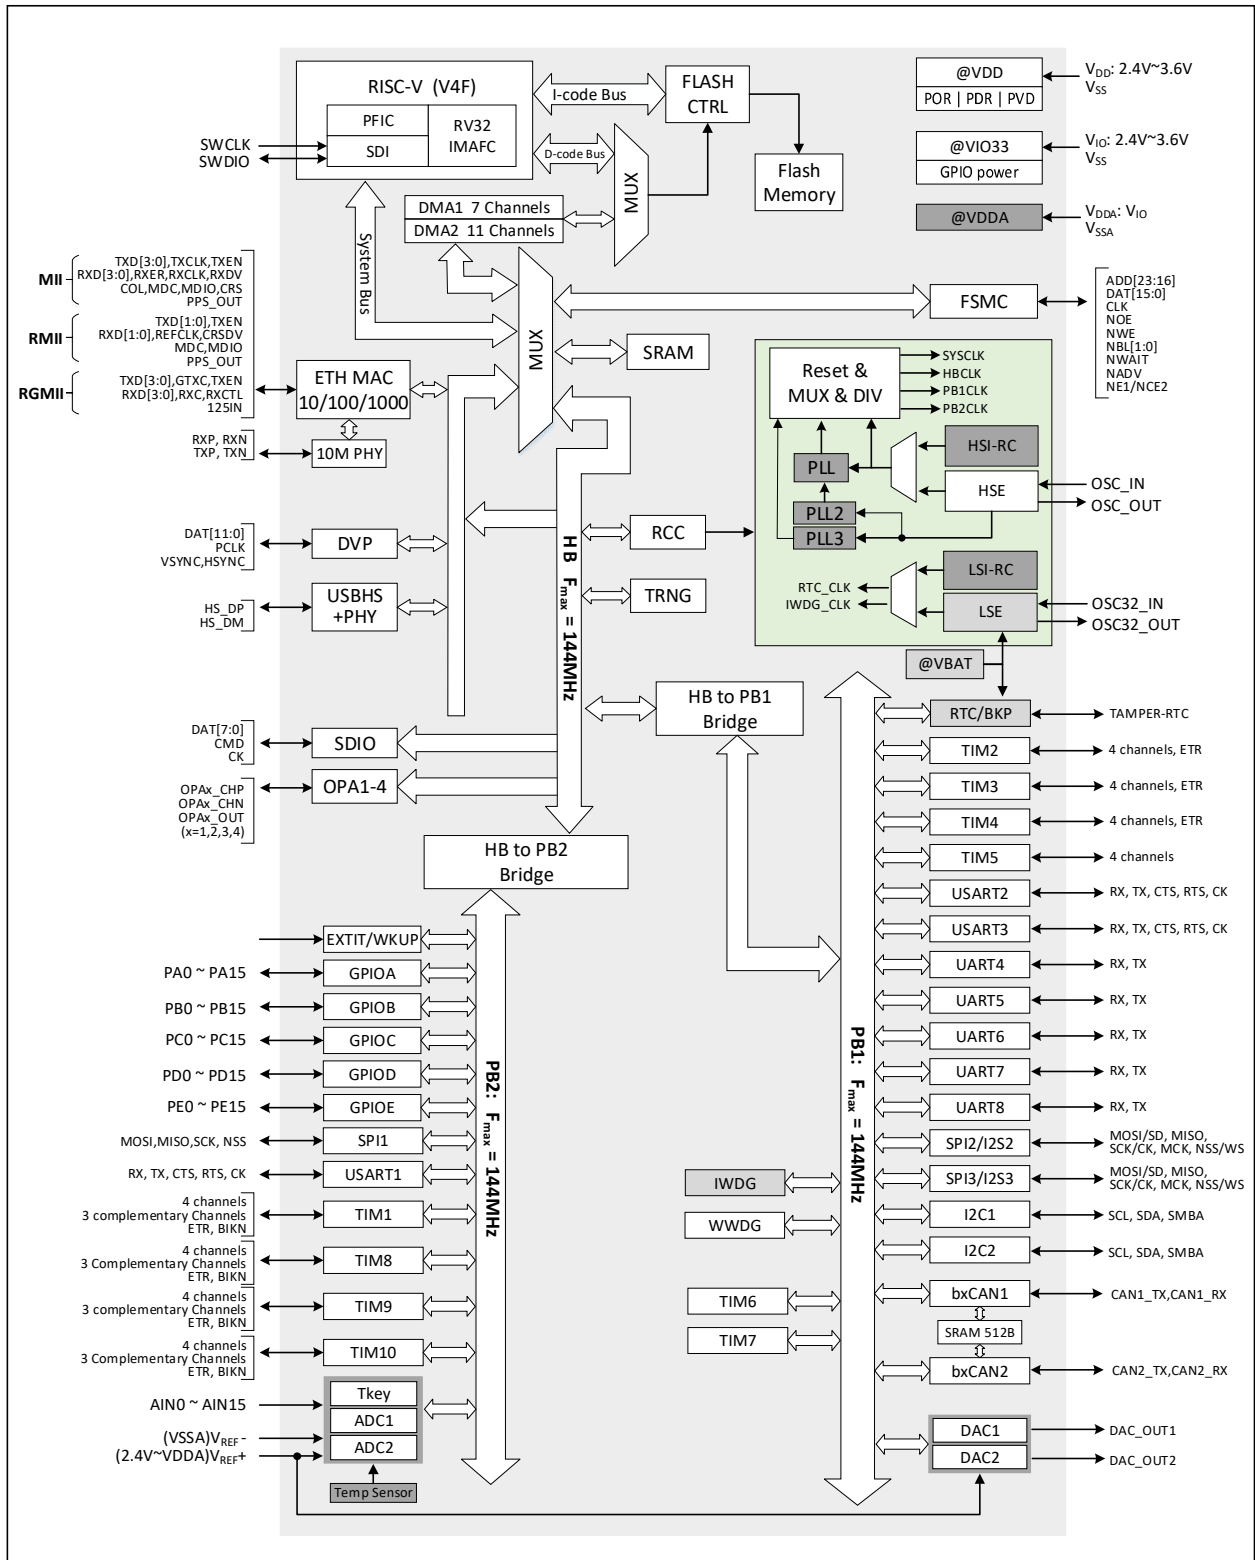 RISC-V (V4F)
PFIC
SDI
RV32
IMAFC
SWCLK
SWDIO
I-code Bus
D-code Bus
System Bus
FLASH
CTRL
Flash
Memory
MUX
DMA1 7 Channels
DMA2 11 Channels
MUX
@VDD
POR | PDR | PVD
VDD: 2.4V~3.6V
VSS
@VIO33
GPIO power
VIO: 2.4V~3.6V
VSS
@VDDA
VDDA: VIO
VSSA
FSMC
ADD[23:16]
DAT[15:0]
CLK
NOE
NWE
NBL[1:0]
NWAIT
NADV
NE1/NCE2
SRAM
MII
TXD[3:0],TXCLK,TXEN
RXD[3:0],RXER,RXCLK,RXDV
COL,MDC,MDIO,CRS
PPS_OUT
RMII
TXD[1:0],TXEN
RXD[1:0],REFCLK,CRSDV
MDC,MDIO
PPS_OUT
RGMII
TXD[3:0],GTXC,TXEN
RXD[3:0],RXC,RXCTL
125IN
ETH MAC
10/100/1000
RXP, RXN
TXP, TXN
10M PHY
Reset &
MUX & DIV
SYSCLK
HBCLK
PB1CLK
PB2CLK
PLL
PLL2
PLL3
HSI-RC
HSE
OSC_IN
OSC_OUT
LSI-RC
LSE
RTC_CLK
IWDG_CLK
OSC32_IN
OSC32_OUT
@VBAT
RCC
TRNG
HB Fmax = 144MHz
DAT[11:0]
PCLK
VSYNC,HSYNC
DVP
HS_DP
HS_DM
USBHS
+PHY
DAT[7:0]
CMD
CK
SDIO
OPAx_CHP
OPAx_CHN
OPAx_OUT
(x=1,2,3,4)
OPA1-4
HB to PB1
Bridge
HB to PB2
Bridge
PB2: Fmax = 144MHz
EXTIT/WKUP
PA0 ~ PA15
GPIOA
PB0 ~ PB15
GPIOB
PC0 ~ PC15
GPIOC
PD0 ~ PD15
GPIOD
PE0 ~ PE15
GPIOE
MOSI,MISO,SCK, NSS
SPI1
RX, TX, CTS, RTS, CK
USART1
4 channels
3 complementary Channels
ETR, BIKN
TIM1
4 channels
3 Complementary Channels
ETR, BIKN
TIM8
4 channels
3 complementary Channels
ETR, BIKN
TIM9
4 channels
3 Complementary Channels
ETR, BIKN
TIM10
AIN0 ~ AIN15
(VSSA)VREF-
(2.4V~VDDA)VREF+
Tkey
ADC1
ADC2
Temp Sensor
PB1: Fmax = 144MHz
IWDG
WWDG
TIM6
TIM7
RTC/BKP
TAMPER-RTC
TIM2
4 channels, ETR
TIM3
4 channels, ETR
TIM4
4 channels, ETR
TIM5
4 channels
USART2
RX, TX, CTS, RTS, CK
USART3
RX, TX, CTS, RTS, CK
UART4
RX, TX
UART5
RX, TX
UART6
RX, TX
UART7
RX, TX
UART8
RX, TX
SPI2/I2S2
MOSI/SD, MISO,
SCK/CK, MCK, NSS/WS
SPI3/I2S3
MOSI/SD, MISO,
SCK/CK, MCK, NSS/WS
I2C1
SCL, SDA, SMBA
I2C2
SCL, SDA, SMBA
bxCAN1
CAN1_TX,CAN1_RX
SRAM 512B
bxCAN2
CAN2_TX,CAN2_RX
DAC1
DAC_OUT1
DAC2
DAC_OUT2